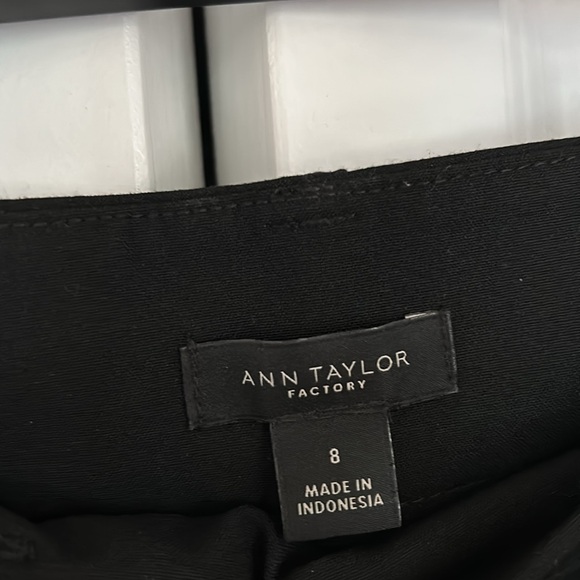 ANN TAYLOR
FACTORY
8
MADE IN
INDONESIA